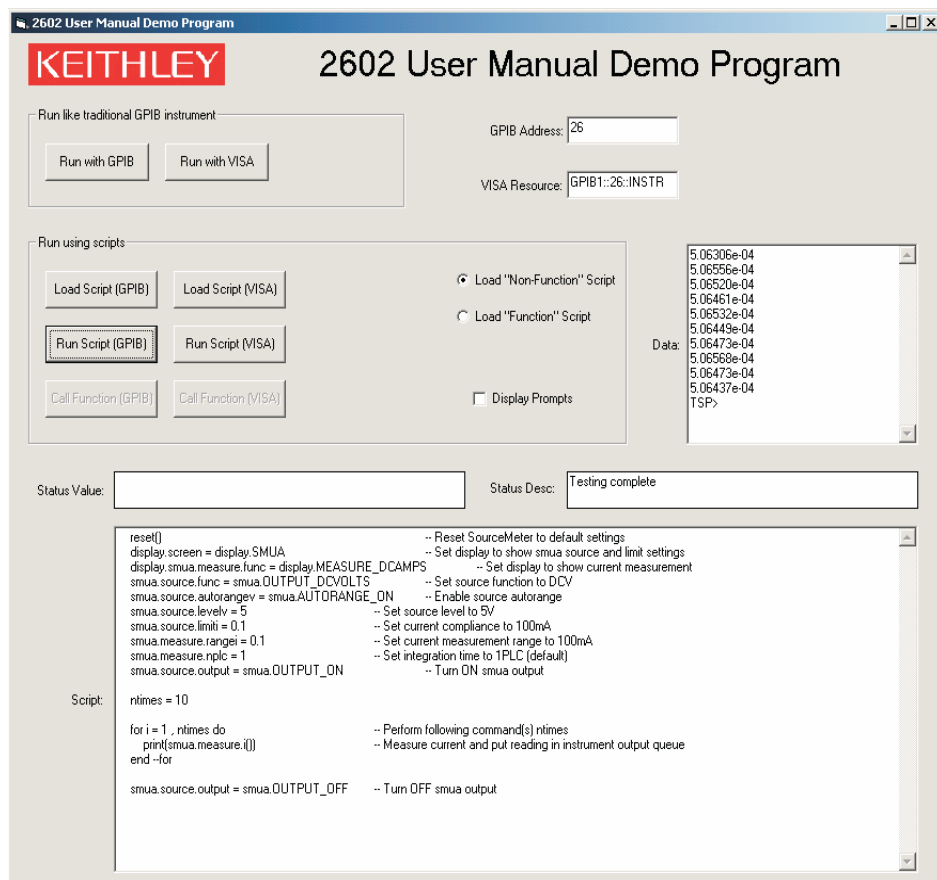 2602 User Manual Demo Program
KEITHLEY
2602 User Manual Demo Program
Run like traditional GPIB instrument
Run with GPIB
Run with VISA
GPIB Address: 26
VISA Resource: GPIB1::26::INSTR
Run using scripts
Load Script (GPIB)
Load Script (VISA)
Load "Non-Function" Script
Run Script (GPIB)
Run Script (VISA)
Load "Function" Script
Call Function (GPIB)
Call Function (VISA)
Display Prompts
Data:
5.06306e-04
5.06556e-04
5.06520e-04
5.06461e-04
5.06532e-04
5.06449e-04
5.06473e-04
5.06568e-04
5.06473e-04
5.06437e-04
TSP>
Status Value:
Status Desc: Testing complete
Script:
reset() -- Reset SourceMeter to default settings
display.screen = display.SMUA -- Set display to show smua source and limit settings
display.smua.measure.func = display.MEASURE_DCAMPS -- Set display to show current measurement
smua.source.func = smua.OUTPUT_DCVOLTS -- Set source function to DCV
smua.source.autorangev = smua.AUTORANGE_ON -- Enable source autorange
smua.source.levelv = 5 -- Set source level to 5V
smua.source.limiti = 0.1 -- Set current compliance to 100mA
smua.measure.rangei = 0.1 -- Set current measurement range to 100mA
smua.measure.nplc = 1 -- Set integration time to 1PLC (default)
smua.source.output = smua.OUTPUT_ON -- Turn ON smua output
ntimes = 10
for i = 1 , ntimes do -- Perform following command(s) ntimes
print(smua.measure.i()) -- Measure current and put reading in instrument output queue
end --for
smua.source.output = smua.OUTPUT_OFF -- Turn OFF smua output